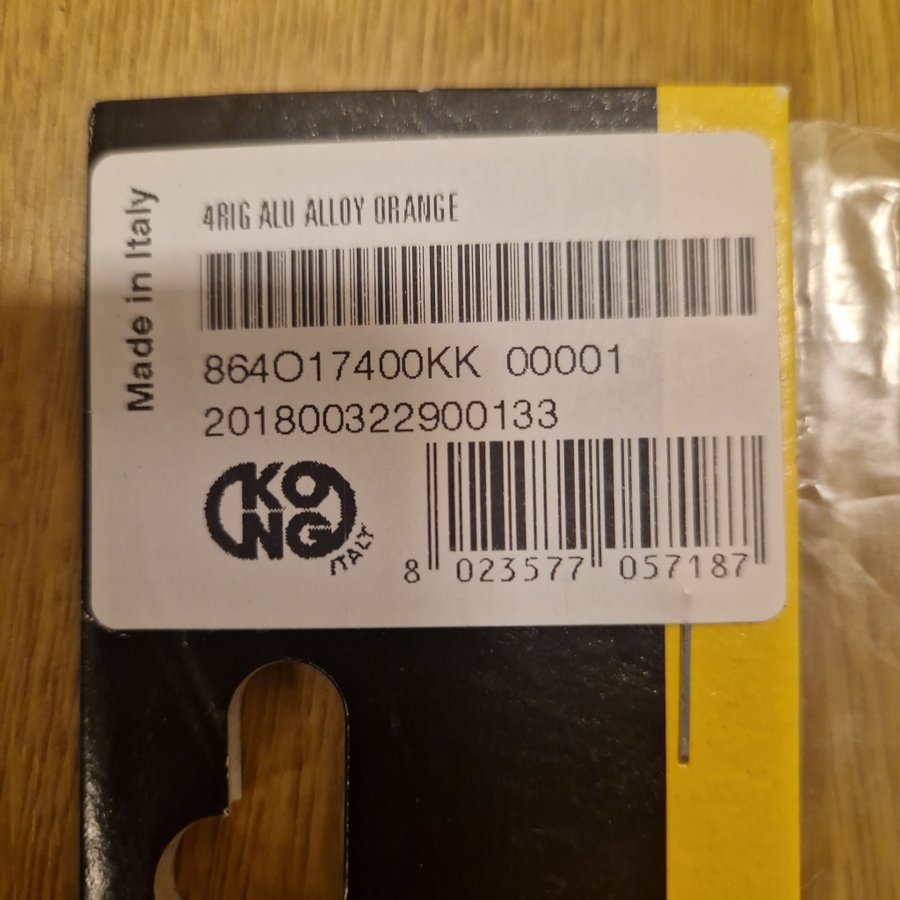 Made in Italy
4RIG ALU ALLOY ORANGE
864O17400KK 00001
201800322900133
KONG
ITALY
8 023577 057187